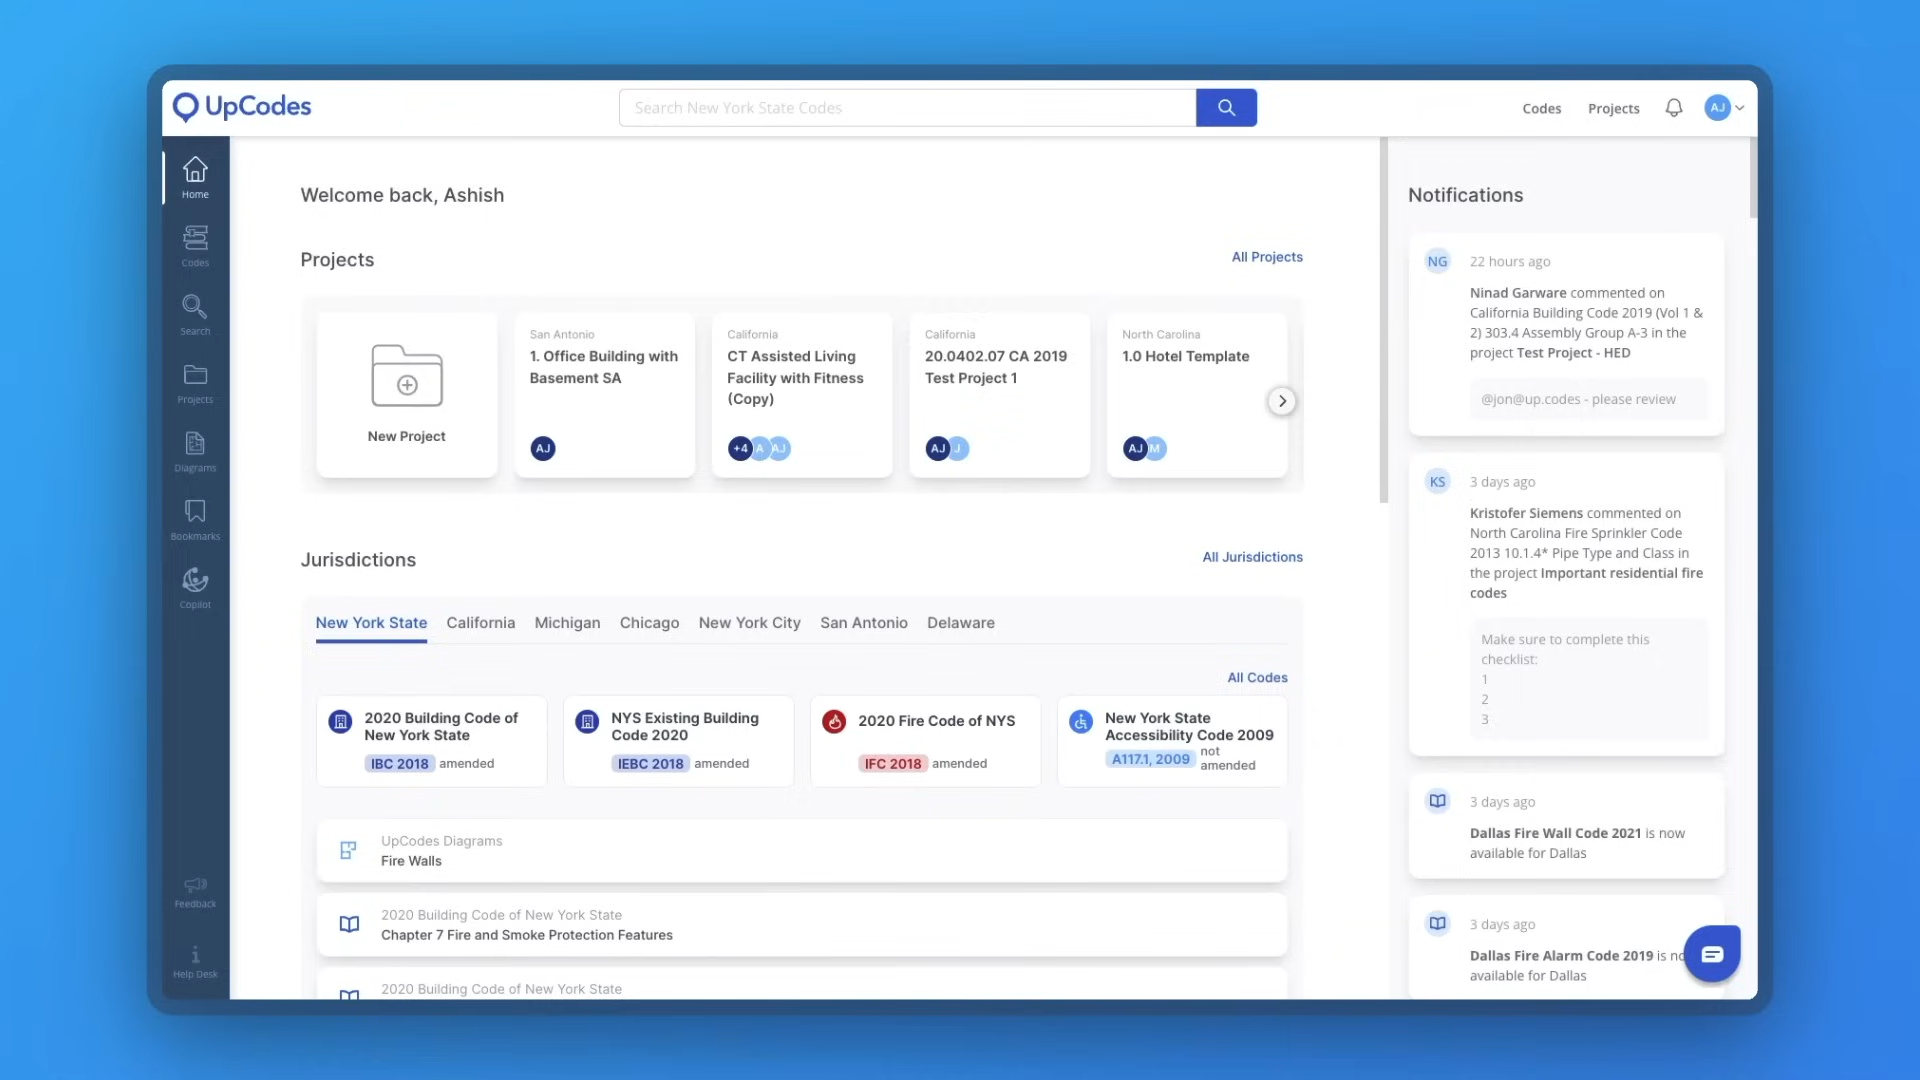 UpCodes
Search New York State Codes
Codes
Projects
AJ
Home
Codes
Search
Projects
Diagrams
Bookmarks
Copilot
Feedback
Help Desk
Welcome back, Ashish
Projects
All Projects
New Project
San Antonio
1. Office Building with
Basement SA
AJ
California
CT Assisted Living
Facility with Fitness
(Copy)
+4 A AJ
California
20.0402.07 CA 2019
Test Project 1
AJ J
North Carolina
1.0 Hotel Template
AJ M
Jurisdictions
All Jurisdictions
New York State California Michigan Chicago New York City San Antonio Delaware
All Codes
2020 Building Code of
New York State
IBC 2018 amended
NYS Existing Building
Code 2020
IEBC 2018 amended
2020 Fire Code of NYS
IFC 2018 amended
New York State
Accessibility Code 2009
A117.1, 2009 not
amended
UpCodes Diagrams
Fire Walls
2020 Building Code of New York State
Chapter 7 Fire and Smoke Protection Features
2020 Building Code of New York State
Notifications
NG
22 hours ago
Ninad Garware commented on
California Building Code 2019 (Vol 1 &
2) 303.4 Assembly Group A-3 in the
project Test Project - HED
@jon@up.codes - please review
KS
3 days ago
Kristofer Siemens commented on
North Carolina Fire Sprinkler Code
2013 10.1.4* Pipe Type and Class in
the project Important residential fire
codes
Make sure to complete this
checklist:
1
2
3
3 days ago
Dallas Fire Wall Code 2021 is now
available for Dallas
3 days ago
Dallas Fire Alarm Code 2019 is
available for Dallas